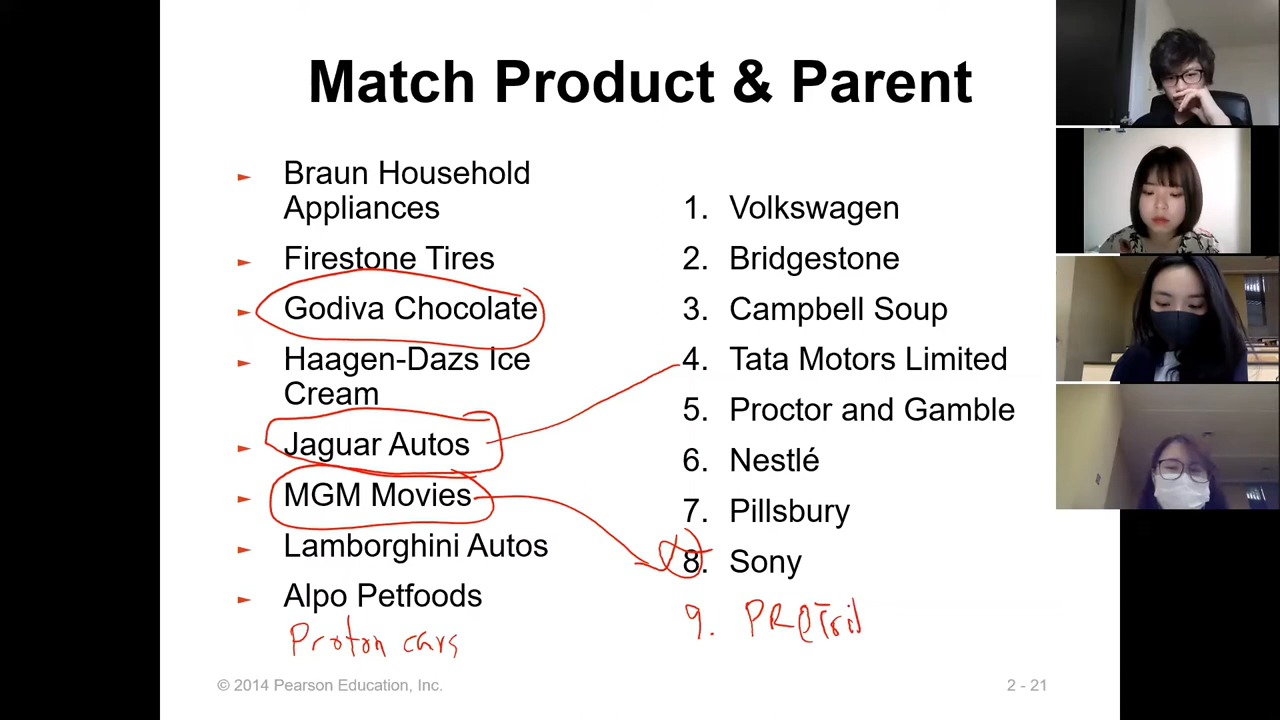 Match Product & Parent
► Braun Household
Appliances
► Firestone Tires
► Godiva Chocolate
► Haagen-Dazs Ice
Cream
► Jaguar Autos
► MGM Movies
► Lamborghini Autos
► Alpo Petfoods
Proton cars
1. Volkswagen
2. Bridgestone
3. Campbell Soup
4. Tata Motors Limited
5. Proctor and Gamble
6. Nestlé
7. Pillsbury
8. Sony
9.
© 2014 Pearson Education, Inc.
2 - 21